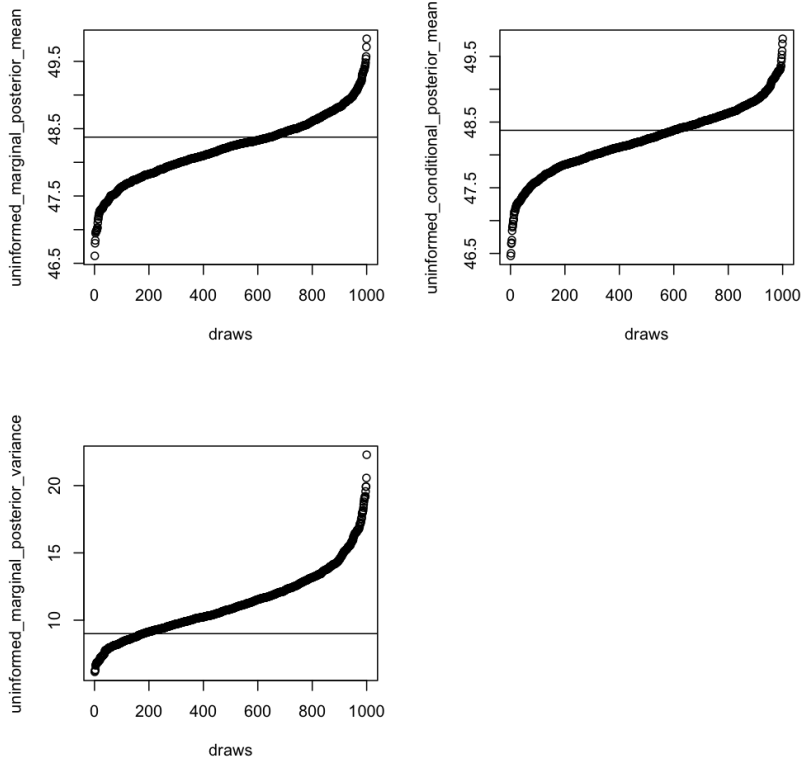 uninformed_marginal_posterior_mean
49.5
48.5
47.5
46.5
0 200 400 600 800 1000
draws
uninformed_conditional_posterior_mean
49.5
48.5
47.5
46.5
0 200 400 600 800 1000
draws
uninformed_marginal_posterior_variance
20
15
10
0 200 400 600 800 1000
draws